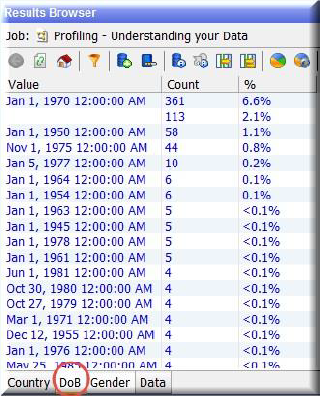 Results Browser
Job: Profiling - Understanding your Data
Value Count %
Jan 1, 1970 12:00:00 AM 361 6.6%
113 2.1%
Jan 1, 1950 12:00:00 AM 58 1.1%
Nov 1, 1975 12:00:00 AM 44 0.8%
Jan 5, 1977 12:00:00 AM 10 0.2%
Jan 1, 1964 12:00:00 AM 6 0.1%
Jan 1, 1954 12:00:00 AM 6 0.1%
Jan 1, 1963 12:00:00 AM 5 <0.1%
Jan 1, 1945 12:00:00 AM 5 <0.1%
Jan 1, 1978 12:00:00 AM 5 <0.1%
Jan 1, 1961 12:00:00 AM 5 <0.1%
Jun 1, 1981 12:00:00 AM 4 <0.1%
Oct 30, 1980 12:00:00 AM 4 <0.1%
Oct 27, 1979 12:00:00 AM 4 <0.1%
Mar 1, 1971 12:00:00 AM 4 <0.1%
Dec 12, 1955 12:00:00 AM 4 <0.1%
Jan 1, 1976 12:00:00 AM 4 <0.1%
May 25, 1985 12:00:00 AM 4 <0.1%
Country DoB Gender Data